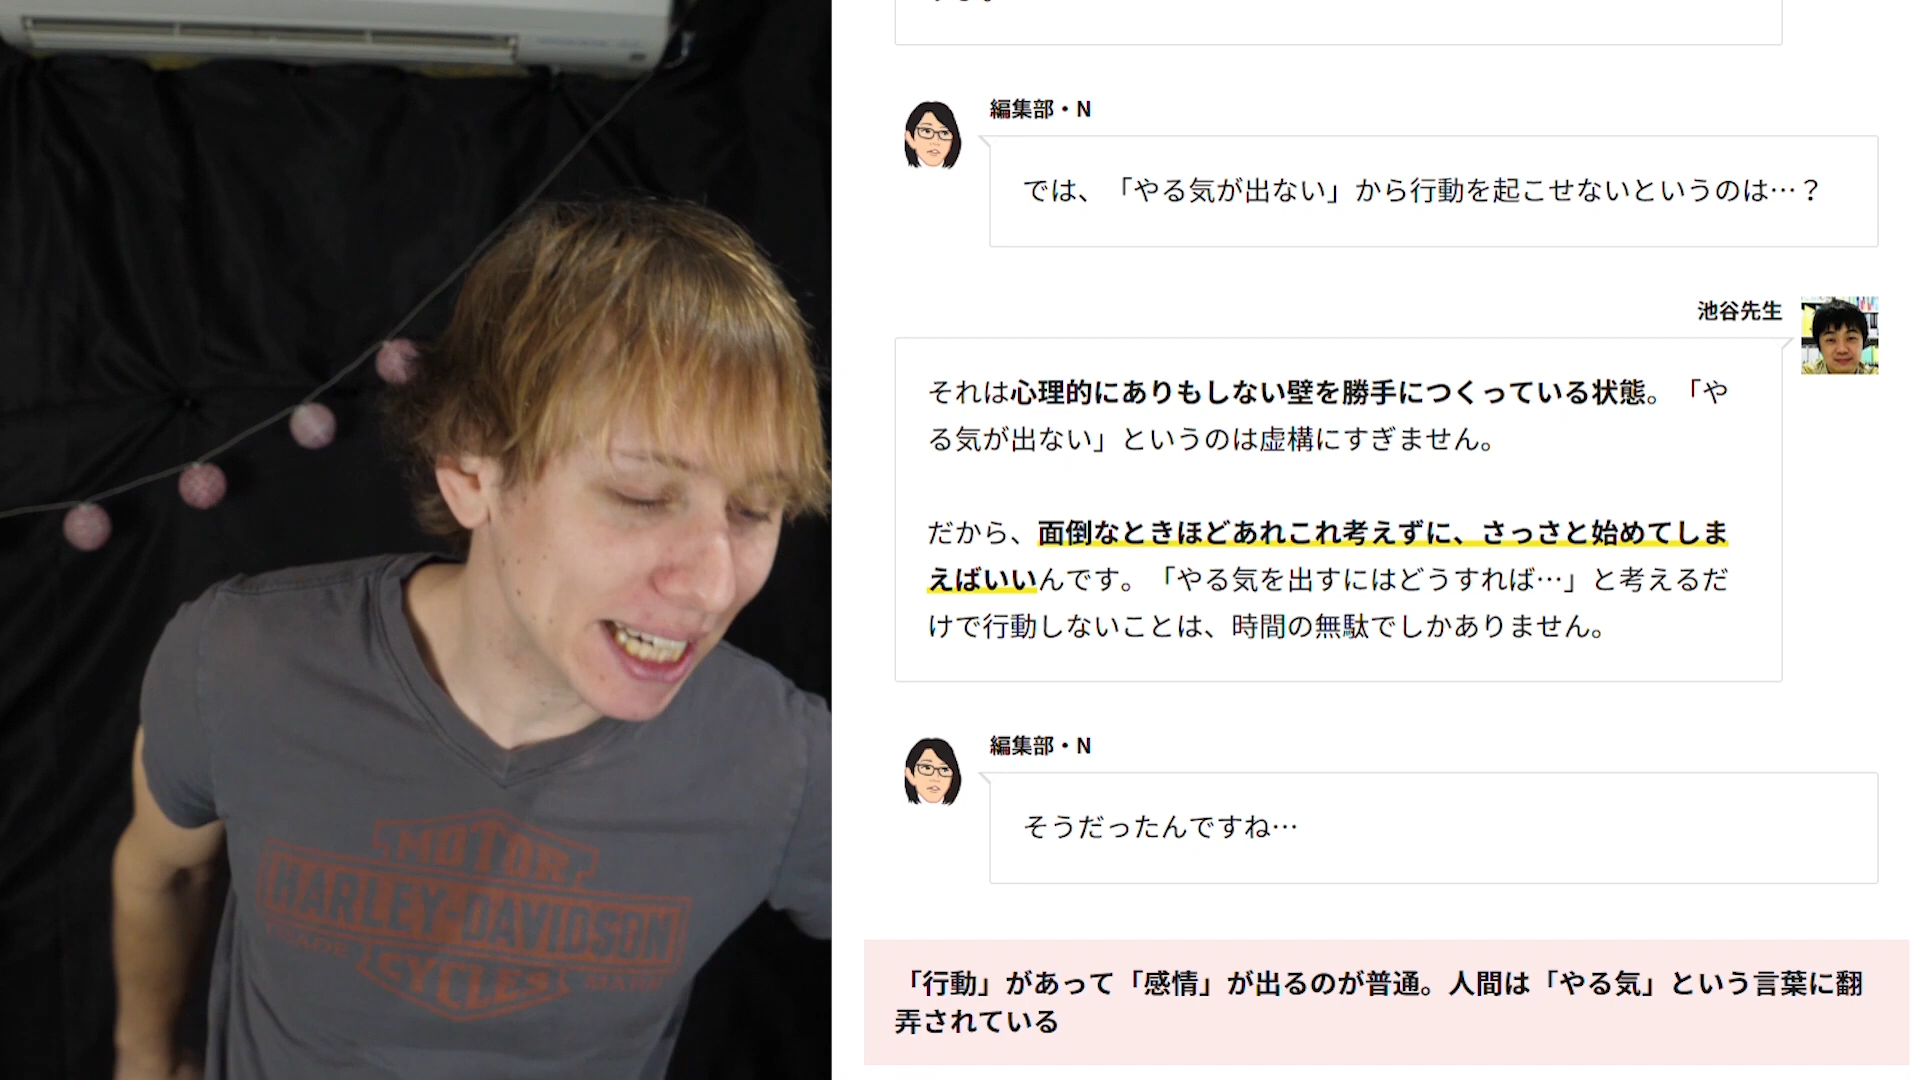 編集部・N
では、「やる気が出ない」から行動を起こせないというのは…？
池谷先生
それは心理的にありもしない壁を勝手につくっている状態。「や
る気が出ない」というのは虚構にすぎません。
だから、面倒なときほどあれこれ考えずに、さっさと始めてしま
えばいいんです。「やる気を出すにはどうすれば…」と考えるだ
けで行動しないことは、時間の無駄でしかありません。
編集部・N
そうだったんですね…
「行動」があって「感情」が出るのが普通。人間は「やる気」という言葉に翻
弄されている
MOTOR
HARLEY-DAVIDSON
TRADE MARK
CYCLES